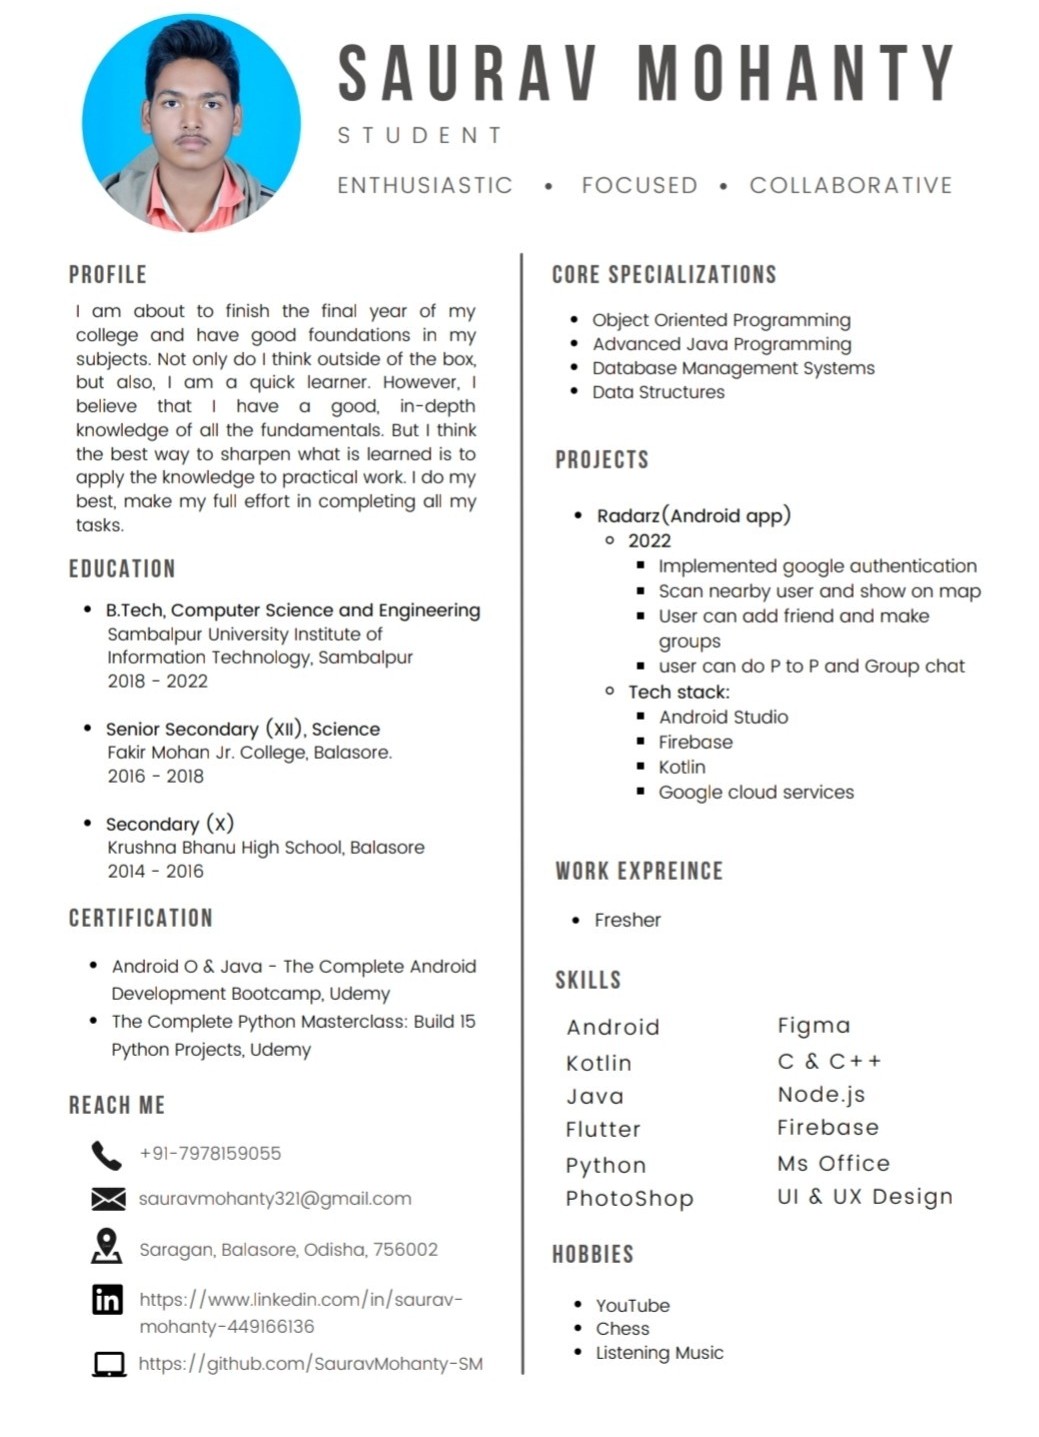 SAURAV MOHANTY
STUDENT
ENTHUSIASTIC • FOCUSED • COLLABORATIVE
PROFILE
I am about to finish the final year of my
college and have good foundations in my
subjects. Not only do I think outside of the box,
but also, I am a quick learner. However, I
believe that I have a good, in-depth
knowledge of all the fundamentals. But I think
the best way to sharpen what is learned is to
apply the knowledge to practical work. I do my
best, make my full effort in completing all my
tasks.
EDUCATION
• B.Tech, Computer Science and Engineering
Sambalpur University Institute of
Information Technology, Sambalpur
2018 - 2022
• Senior Secondary (XII), Science
Fakir Mohan Jr. College, Balasore.
2016 - 2018
• Secondary (X)
Krushna Bhanu High School, Balasore
2014 - 2016
CERTIFICATION
• Android O & Java - The Complete Android
Development Bootcamp, Udemy
• The Complete Python Masterclass: Build 15
Python Projects, Udemy
REACH ME
+91-7978159055
sauravmohanty321@gmail.com
Saragan, Balasore, Odisha, 756002
in https://www.linkedin.com/in/saurav-
mohanty-449166136
https://github.com/SauravMohanty-SM
CORE SPECIALIZATIONS
• Object Oriented Programming
• Advanced Java Programming
• Database Management Systems
• Data Structures
PROJECTS
• Radarz(Android app)
○ 2022
▪ Implemented google authentication
▪ Scan nearby user and show on map
▪ User can add friend and make
groups
▪ user can do P to P and Group chat
○ Tech stack:
▪ Android Studio
▪ Firebase
▪ Kotlin
▪ Google cloud services
WORK EXPREINCE
• Fresher
SKILLS
Android
Kotlin
Java
Flutter
Python
PhotoShop
Figma
C & C++
Node.js
Firebase
Ms Office
UI & UX Design
HOBBIES
• YouTube
• Chess
• Listening Music